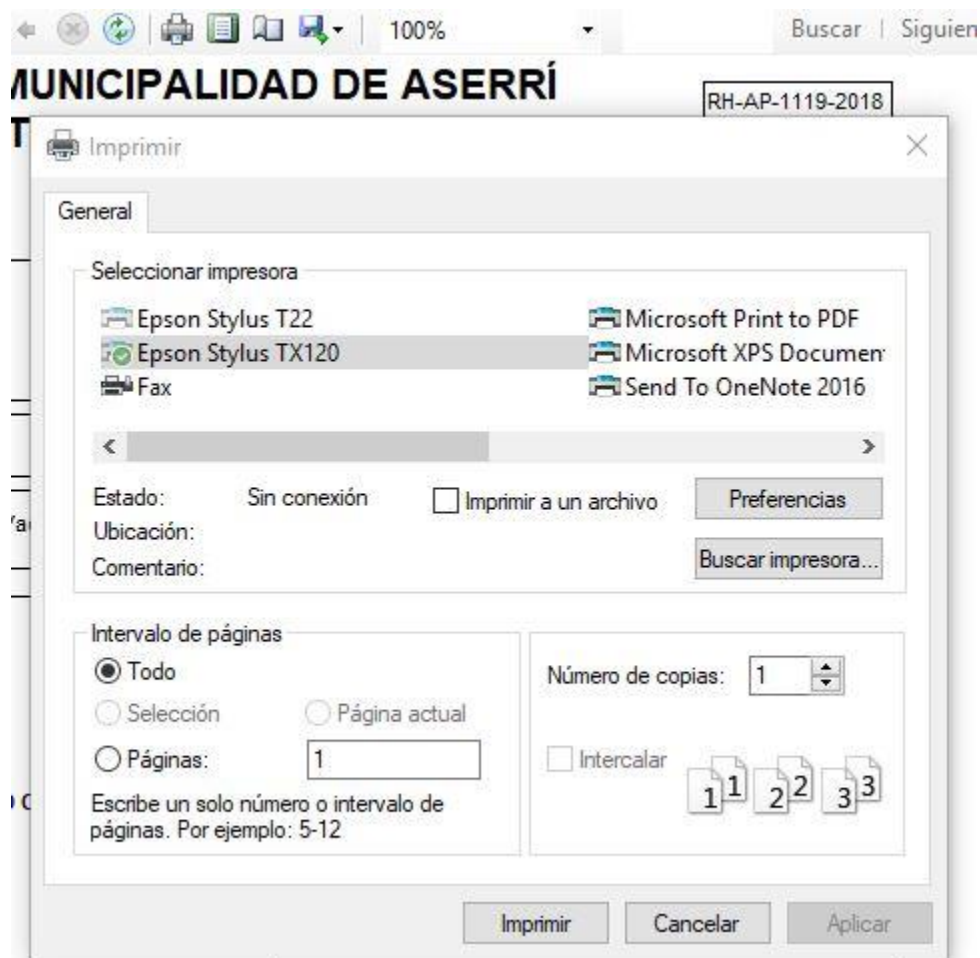 100% Buscar | Siguien
MUNICIPALIDAD DE ASERRÍ
RH-AP-1119-2018
Imprimir
General
Seleccionar impresora
Epson Stylus T22
Epson Stylus TX120
Fax
Microsoft Print to PDF
Microsoft XPS Documen
Send To OneNote 2016
Estado: Sin conexión
Ubicación:
Comentario:
Imprimir a un archivo
Preferencias
Buscar impresora...
Intervalo de páginas
Todo
Selección Página actual
Páginas: 1
Escribe un solo número o intervalo de
páginas. Por ejemplo: 5-12
Número de copias: 1
Intercalar
1 1 2 2 3 3
Imprimir Cancelar Aplicar